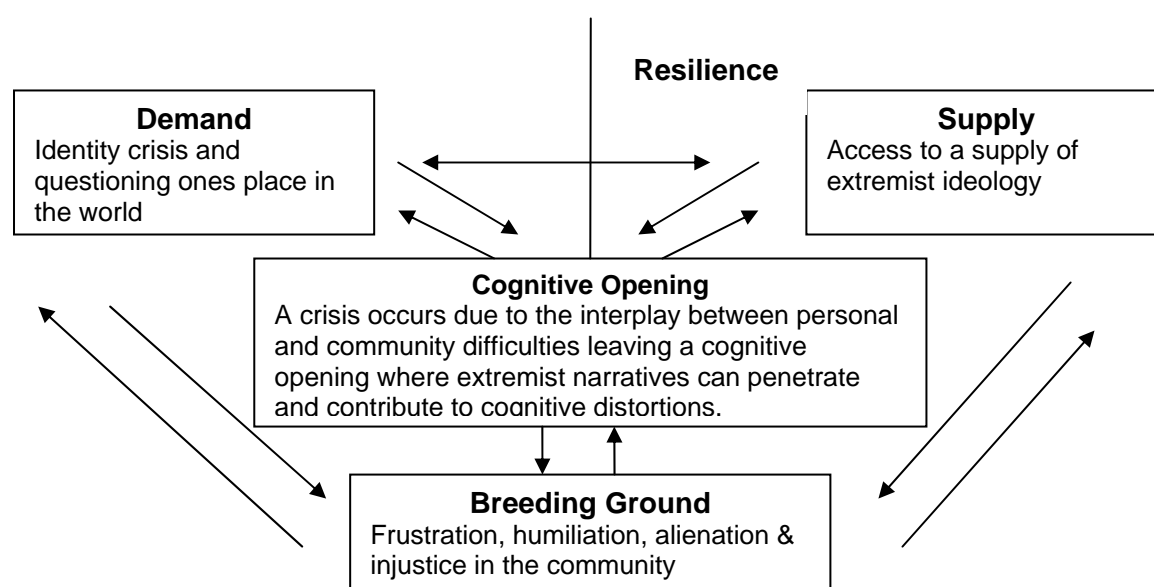 Resilience
Demand
Identity crisis and
questioning ones place in
the world
Supply
Access to a supply of
extremist ideology
Cognitive Opening
A crisis occurs due to the interplay between personal
and community difficulties leaving a cognitive
opening where extremist narratives can penetrate
and contribute to cognitive distortions.
Breeding Ground
Frustration, humiliation, alienation &
injustice in the community